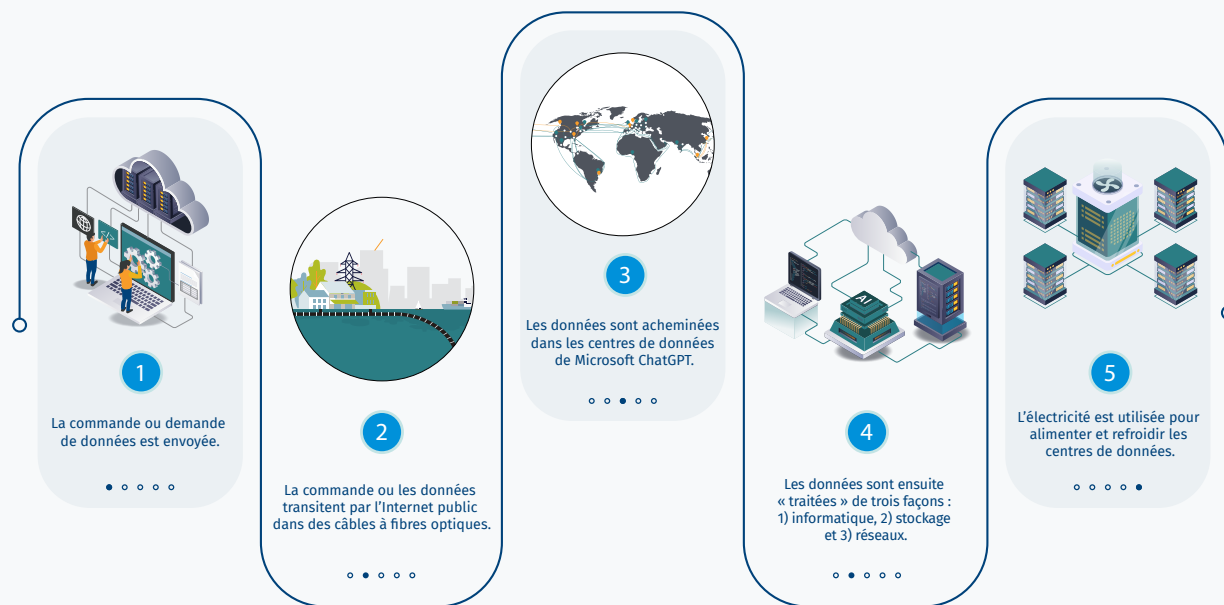 1
La commande ou demande
de données est envoyée.
2
La commande ou les données
transitent par l'Internet public
dans des câbles à fibres optiques.
3
Les données sont acheminées
dans les centres de données
de Microsoft ChatGPT.
AI
4
Les données sont ensuite
« traitées » de trois façons :
1) informatique, 2) stockage
et 3) réseaux.
5
L'électricité est utilisée pour
alimenter et refroidir les
centres de données.